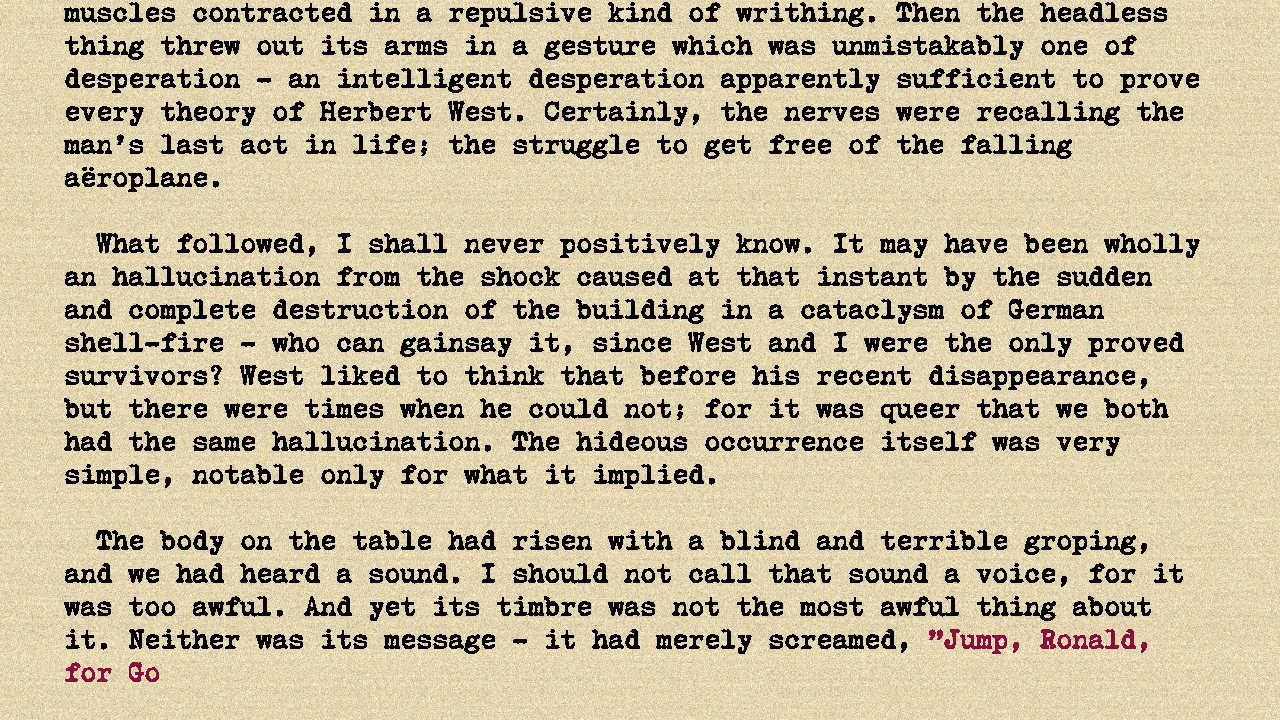 muscles contracted in a repulsive kind of writhing. Then the headless
thing threw out its arms in a gesture which was unmistakably one of
desperation – an intelligent desperation apparently sufficient to prove
every theory of Herbert West. Certainly, the nerves were recalling the
man’s last act in life; the struggle to get free of the falling
aëroplane.
What followed, I shall never positively know. It may have been wholly
an hallucination from the shock caused at that instant by the sudden
and complete destruction of the building in a cataclysm of German
shell-fire – who can gainsay it, since West and I were the only proved
survivors? West liked to think that before his recent disappearance,
but there were times when he could not; for it was queer that we both
had the same hallucination. The hideous occurrence itself was very
simple, notable only for what it implied.
The body on the table had risen with a blind and terrible groping,
and we had heard a sound. I should not call that sound a voice, for it
was too awful. And yet its timbre was not the most awful thing about
it. Neither was its message – it had merely screamed, ”Jump, Ronald,
for Go